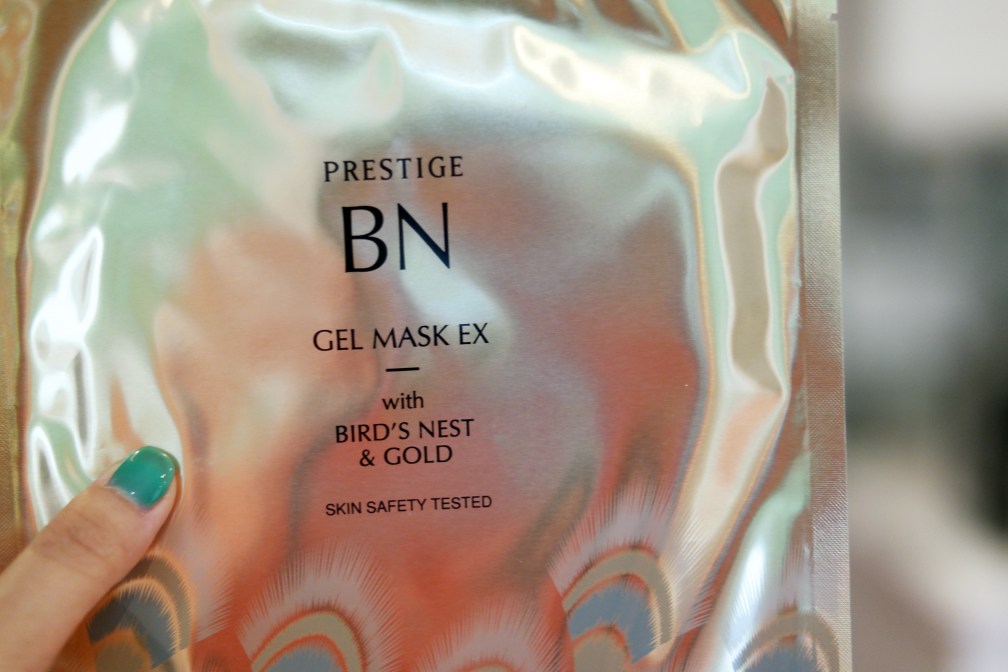 PRESTIGE
BN
GEL MASK EX
with
BIRD'S NEST
& GOLD
SKIN SAFETY TESTED